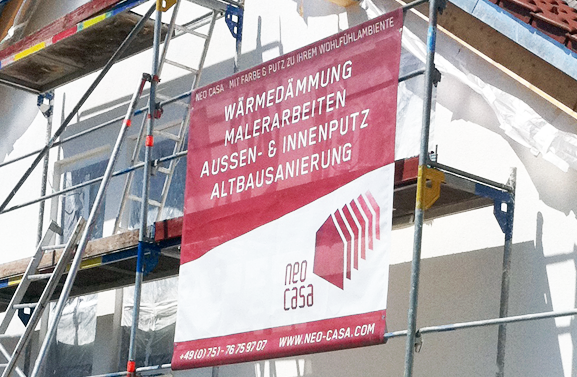 NEO CASA - MIT FARBE & PUTZ ZU IHREM WOHLFÜHLAMBIENTE
WÄRMEDÄMMUNG
MALERARBEITEN
AUSSEN- & INNENPUTZ
ALTBAUSANIERUNG
neo
casa
+49 (0) 751 - 76 75 97 07 WWW.NEO-CASA.COM